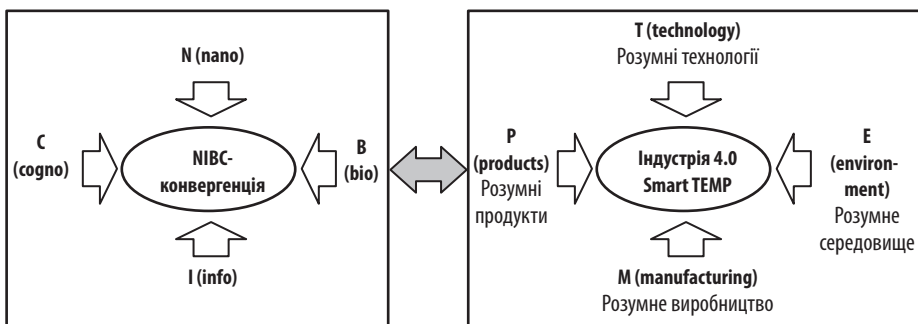 N (nano)
C
(cogno)
NIBC-
конвергенція
B
(bio)
I (info)
T (technology)
Розумні технології
P
(products)
Розумні
продукти
Індустрія 4.0
Smart TEMP
E
(environ-
ment)
Розумне
середовище
M (manufacturing)
Розумне виробництво